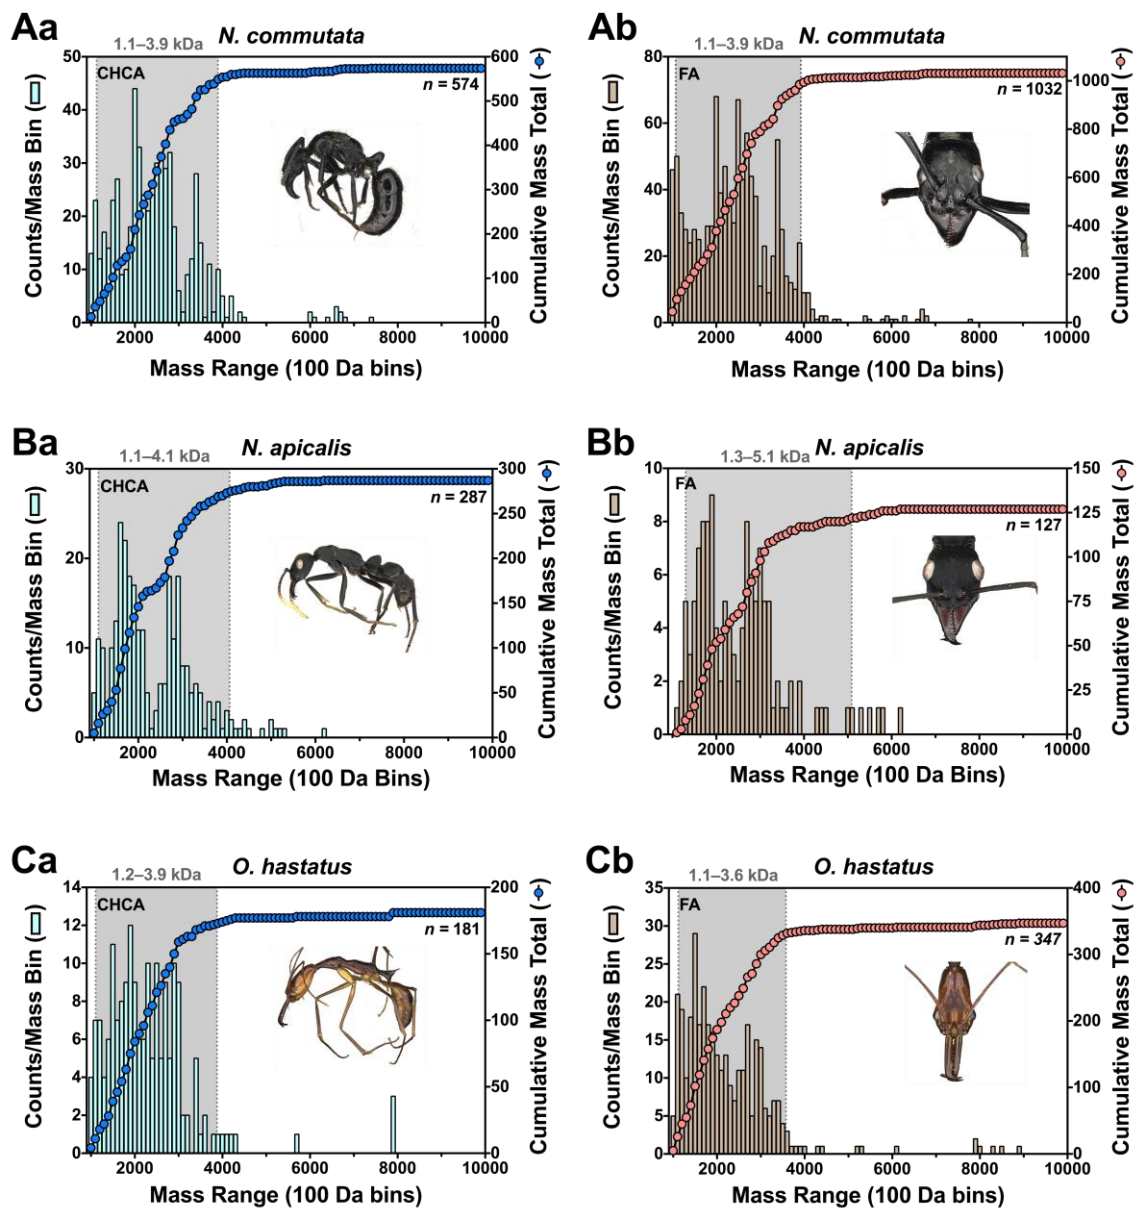 Aa
N. commutata
1.1–3.9 kDa
CHCA
n = 574
Counts/Mass Bin ( )
50
40
30
20
10
0
Cumulative Mass Total ( )
600
500
400
300
200
100
0
2000
4000
6000
8000
10000
Mass Range (100 Da bins)
Ab
N. commutata
1.1–3.9 kDa
FA
n = 1032
Counts/Mass Bin ( )
80
60
40
20
0
Cumulative Mass Total ( )
1000
800
600
400
200
0
2000
4000
6000
8000
10000
Mass Range (100 Da bins)
Ba
N. apicalis
1.1–4.1 kDa
CHCA
n = 287
Counts/Mass Bin ( )
30
20
10
0
Cumulative Mass Total ( )
300
250
200
150
100
50
0
2000
4000
6000
8000
10000
Mass Range (100 Da Bins)
Bb
N. apicalis
1.3–5.1 kDa
FA
n = 127
Counts/Mass Bin ( )
10
8
6
4
2
0
Cumulative Mass Total ( )
150
125
100
75
50
25
0
2000
4000
6000
8000
10000
Mass Range (100 Da Bins)
Ca
O. hastatus
1.2–3.9 kDa
CHCA
n = 181
Counts/Mass Bin ( )
14
12
10
8
6
4
2
0
Cumulative Mass Total ( )
200
150
100
50
0
2000
4000
6000
8000
10000
Mass Range (100 Da bins)
Cb
O. hastatus
1.1–3.6 kDa
FA
n = 347
Counts/Mass Bin ( )
35
30
25
20
15
10
5
0
Cumulative Mass Total ( )
400
300
200
100
0
2000
4000
6000
8000
10000
Mass Range (100 Da bins)